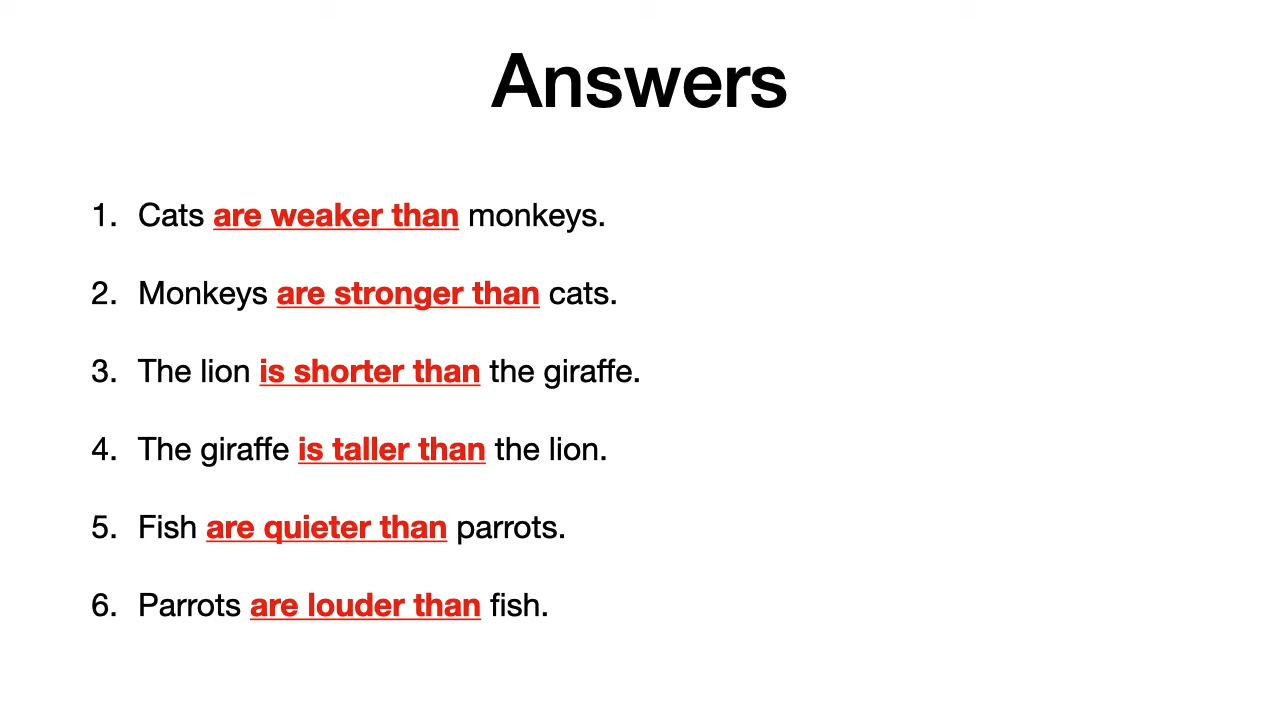 Answers
1. Cats are weaker than monkeys.
2. Monkeys are stronger than cats.
3. The lion is shorter than the giraffe.
4. The giraffe is taller than the lion.
5. Fish are quieter than parrots.
6. Parrots are louder than fish.